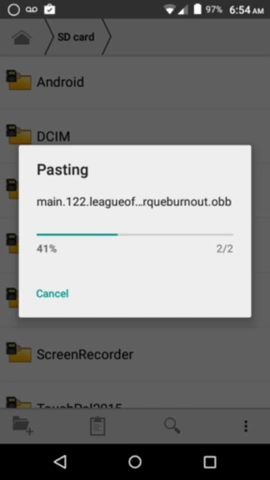 97% 6:54 AM
SD card
Android
DCIM
Pasting
main.122.leagueof...rqueburnout.obb
41% 2/2
Cancel
ScreenRecorder
TouchPal2015